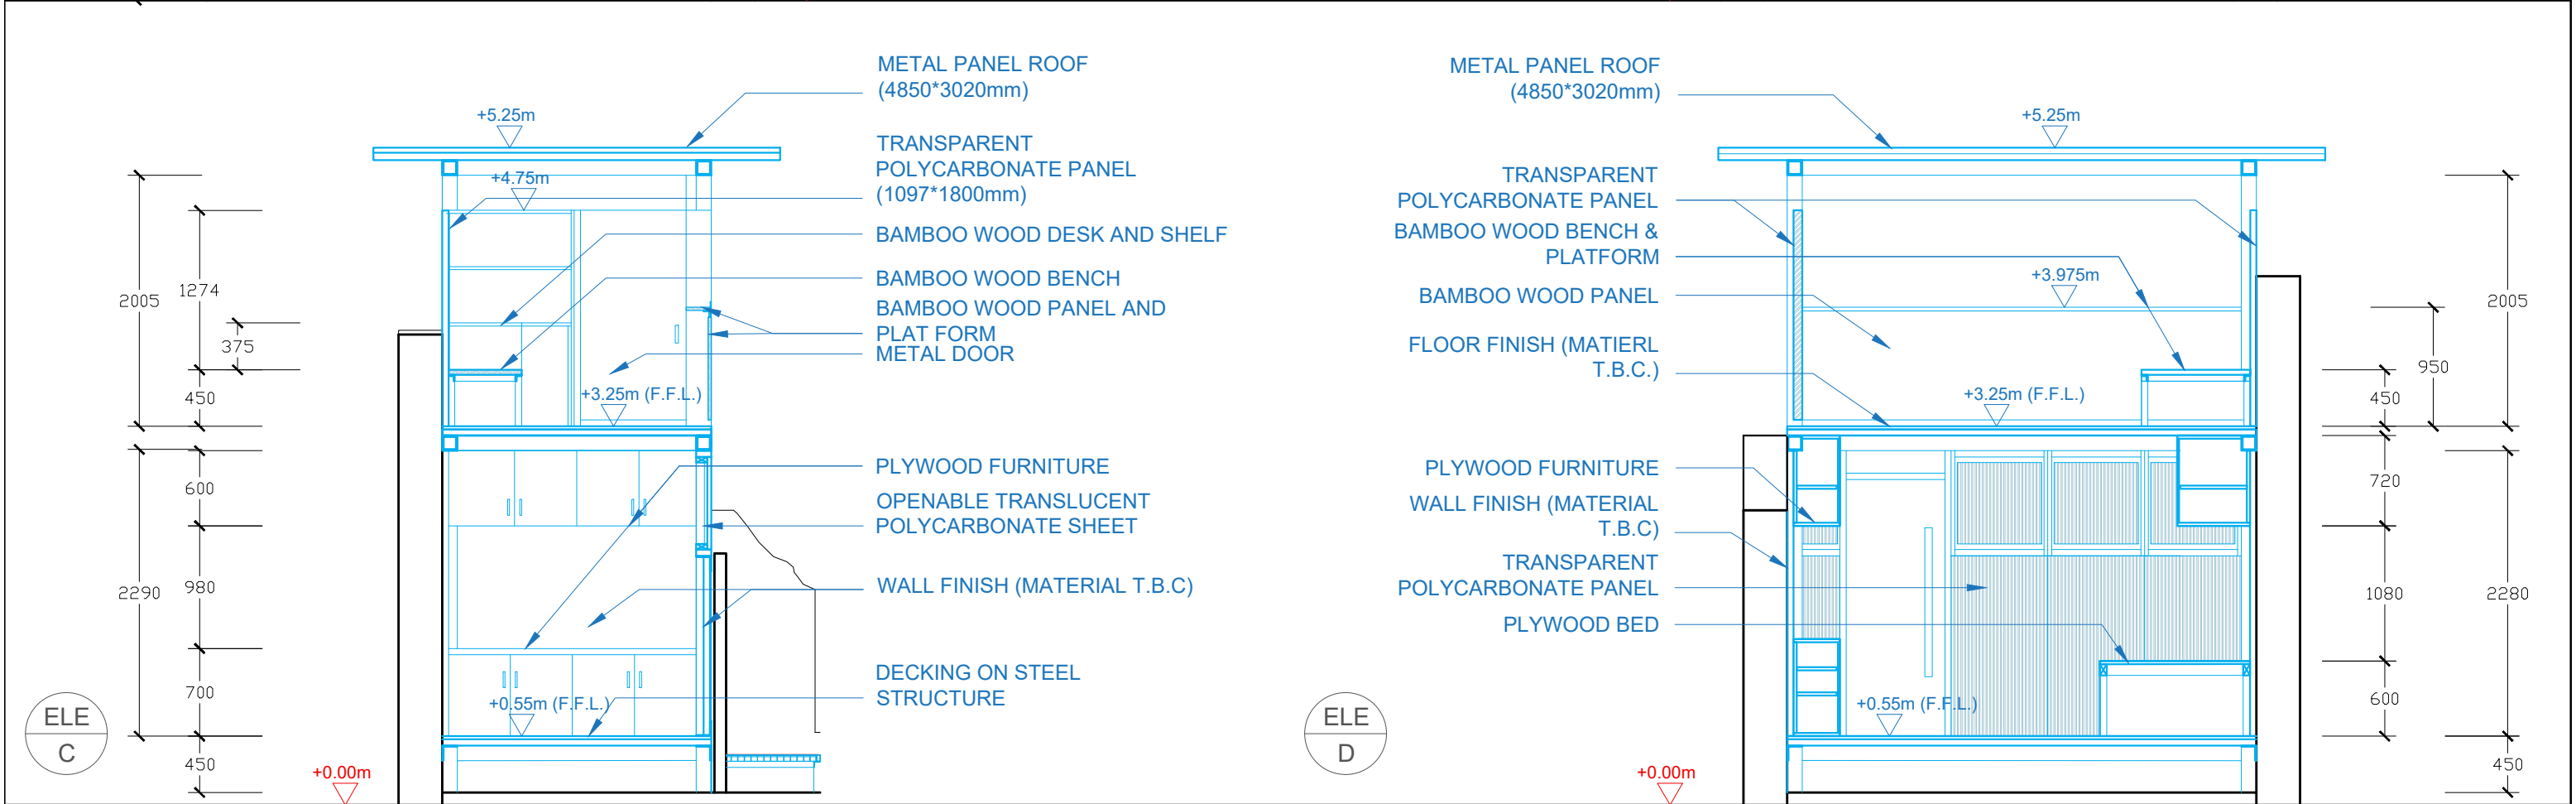 METAL PANEL ROOF
(4850*3020mm)
+5.25m
TRANSPARENT
POLYCARBONATE PANEL
(1097*1800mm)
+4.75m
BAMBOO WOOD DESK AND SHELF
BAMBOO WOOD BENCH
BAMBOO WOOD PANEL AND
PLAT FORM
METAL DOOR
+3.25m (F.F.L.)
2005
1274
375
450
PLYWOOD FURNITURE
OPENABLE TRANSLUCENT
POLYCARBONATE SHEET
WALL FINISH (MATERIAL T.B.C)
DECKING ON STEEL
STRUCTURE
+0.55m (F.F.L.)
600
980
2290
700
450
ELE
C
+0.00m
METAL PANEL ROOF
(4850*3020mm)
+5.25m
TRANSPARENT
POLYCARBONATE PANEL
BAMBOO WOOD BENCH &
PLATFORM
+3.975m
BAMBOO WOOD PANEL
FLOOR FINISH (MATIERL
T.B.C.)
+3.25m (F.F.L.)
2005
950
450
PLYWOOD FURNITURE
WALL FINISH (MATERIAL
T.B.C)
TRANSPARENT
POLYCARBONATE PANEL
PLYWOOD BED
+0.55m (F.F.L.)
720
1080
2280
600
450
ELE
D
+0.00m